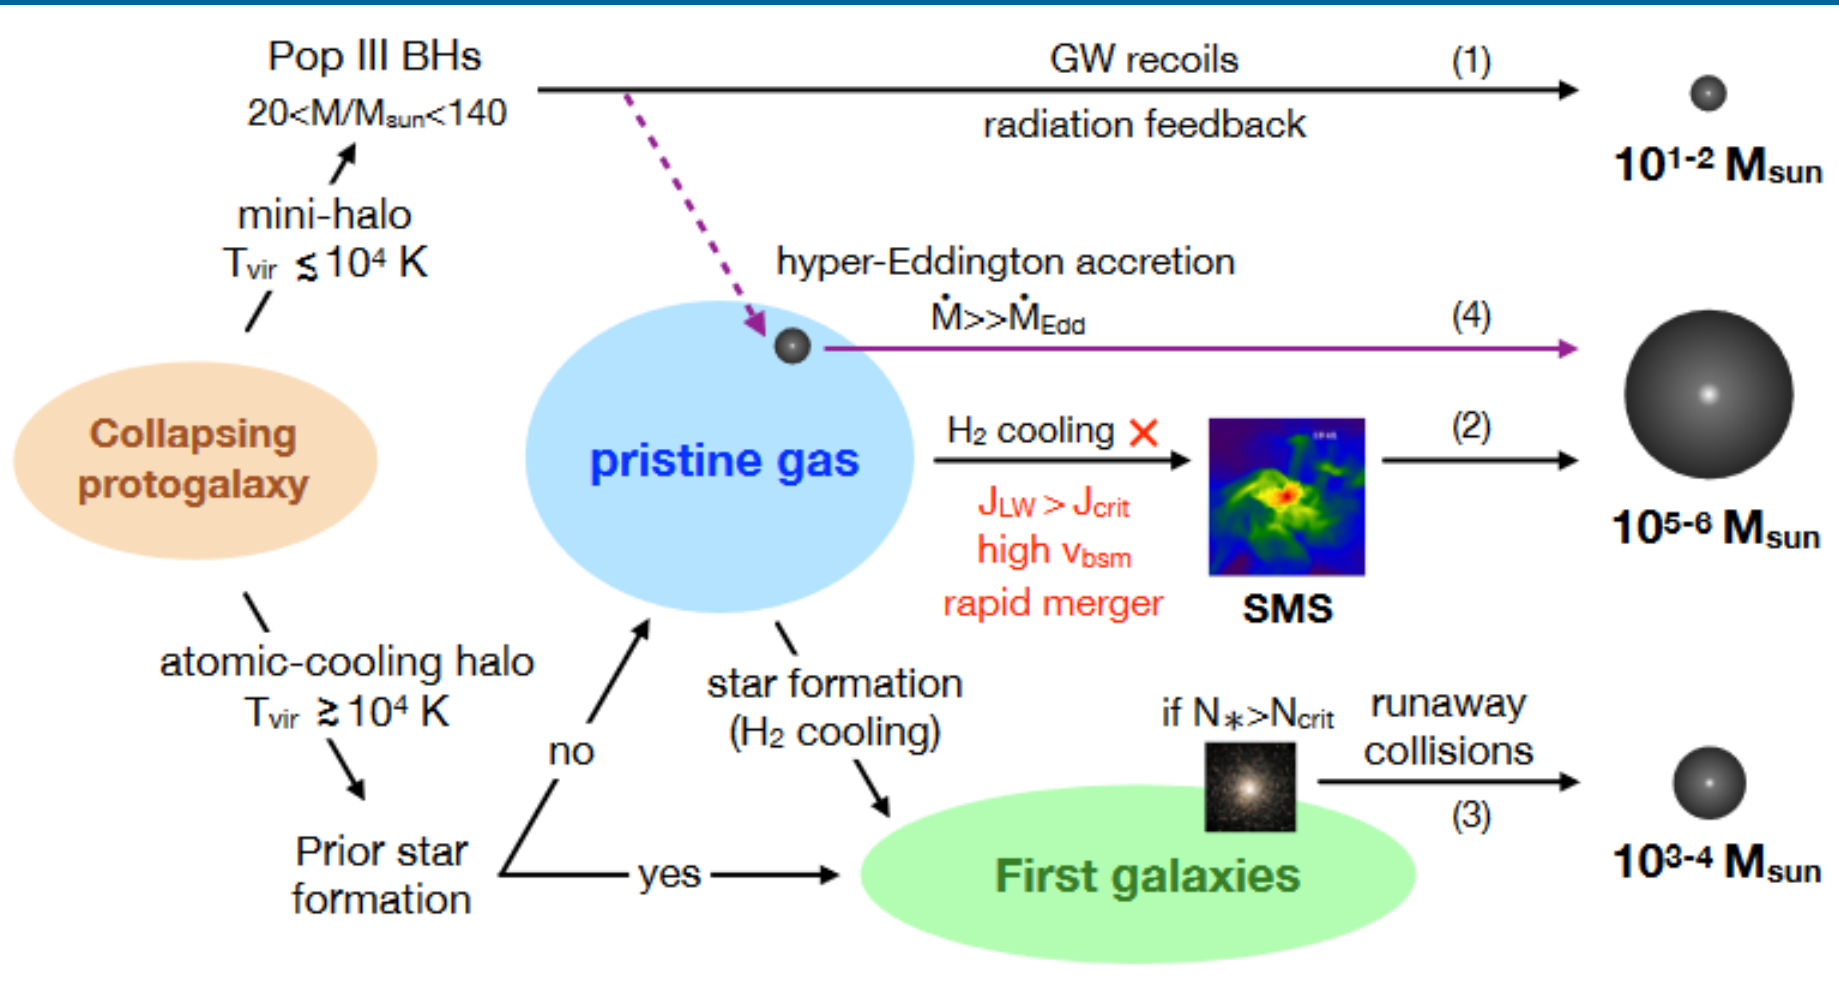 Pop III BHs
20<M/Msun<140
mini-halo
Tvir ≲ 10⁴ K
Collapsing
protogalaxy
atomic-cooling halo
Tvir ≳ 10⁴ K
Prior star
formation
no
yes
GW recoils
(1)
radiation feedback
10¹⁻² Msun
hyper-Eddington accretion
Ṁ>>ṀEdd
(4)
pristine gas
H₂ cooling ×
JLW > Jcrit
high vbsm
rapid merger
SMS
(2)
10⁵⁻⁶ Msun
star formation
(H₂ cooling)
if N∗>Ncrit
runaway
collisions
(3)
First galaxies
10³⁻⁴ Msun